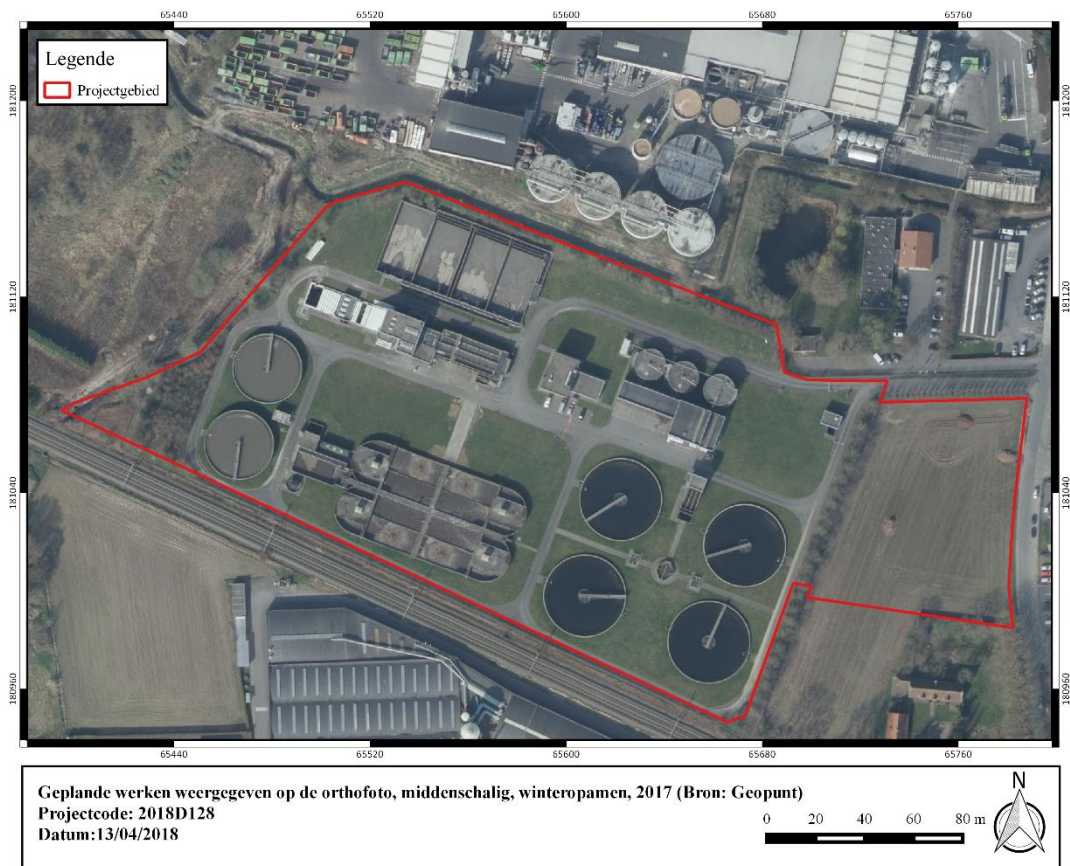 65440 65520 65600 65680 65760
Legende
Projectgebied
181200 181200
181120 181120
181040 181040
180960 180960
65440 65520 65600 65680 65760
Geplande werken weergegeven op de orthofoto, middenschalig, winteropamen, 2017 (Bron: Geopunt)
Projectcode: 2018D128
Datum:13/04/2018
N
0 20 40 60 80 m